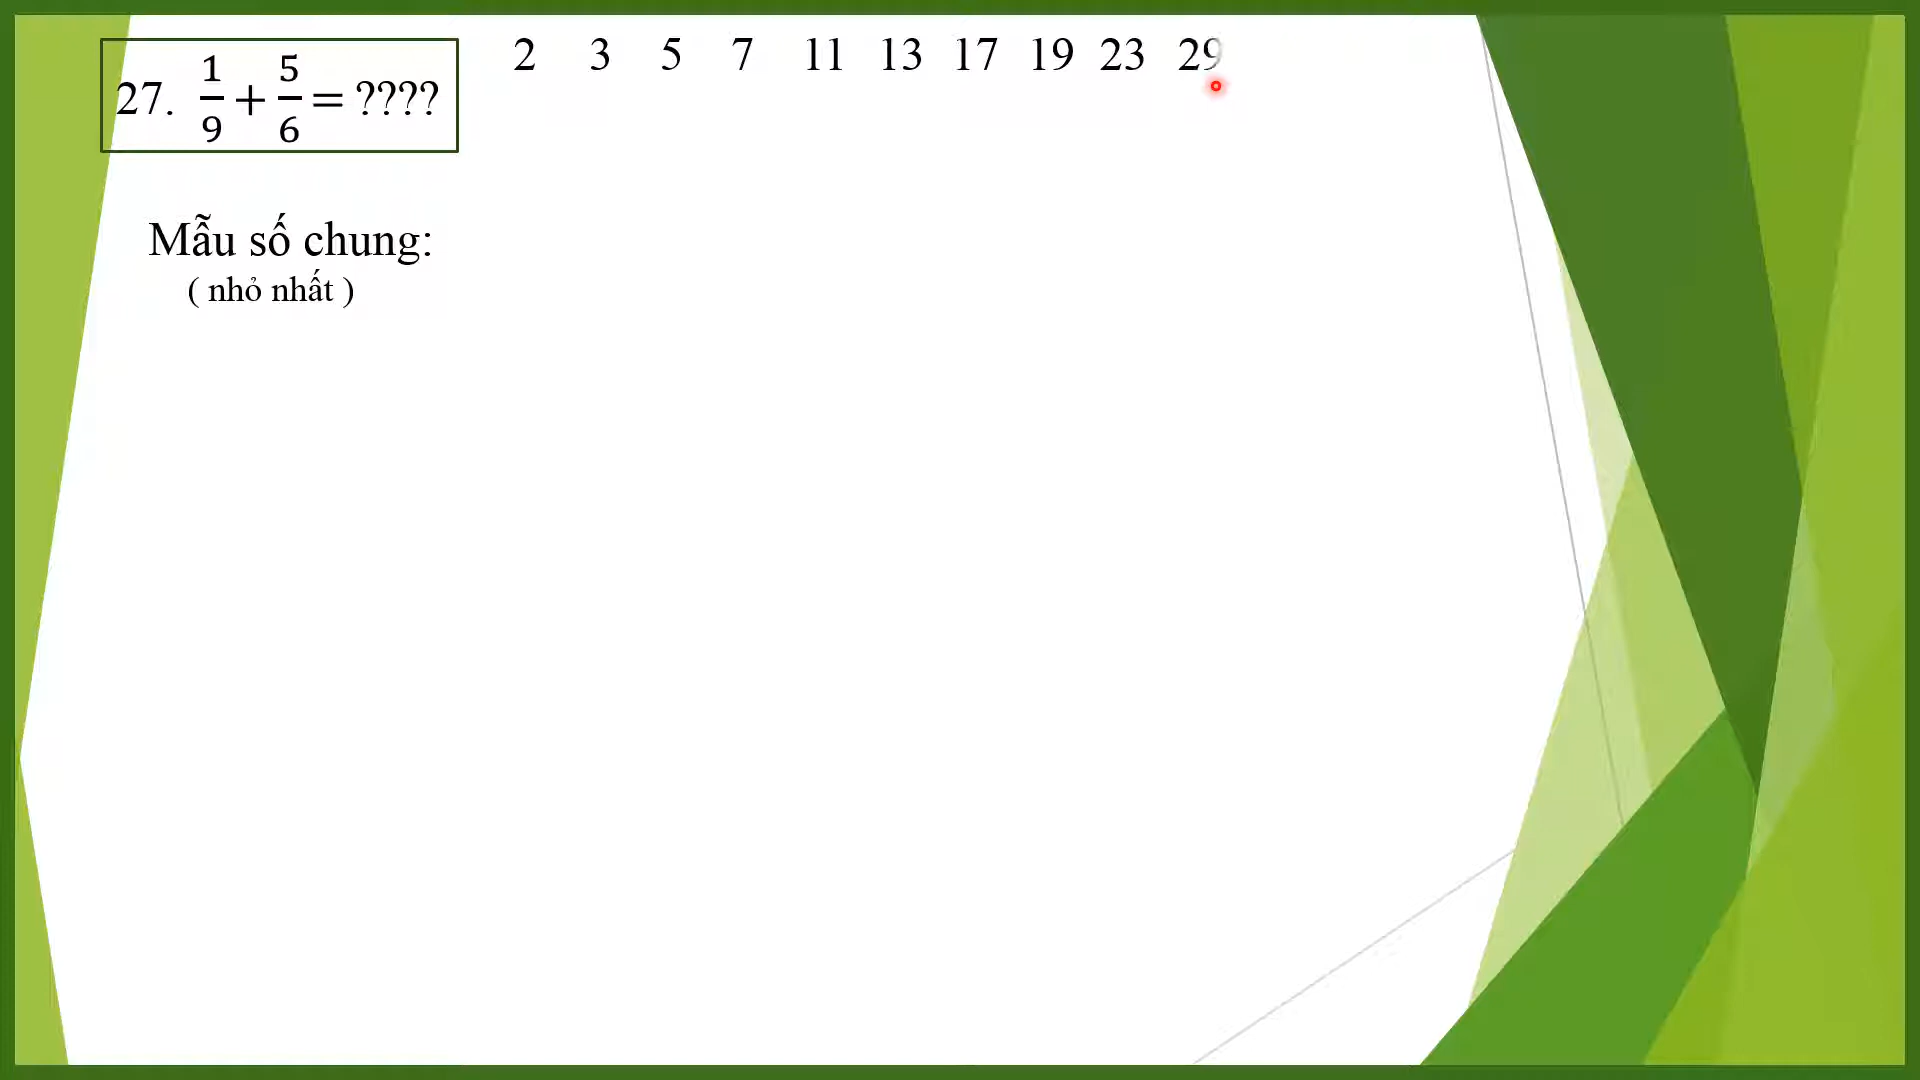 27. 1/9 + 5/6 = ????
2 3 5 7 11 13 17 19 23 29
Mẫu số chung:
( nhỏ nhất )